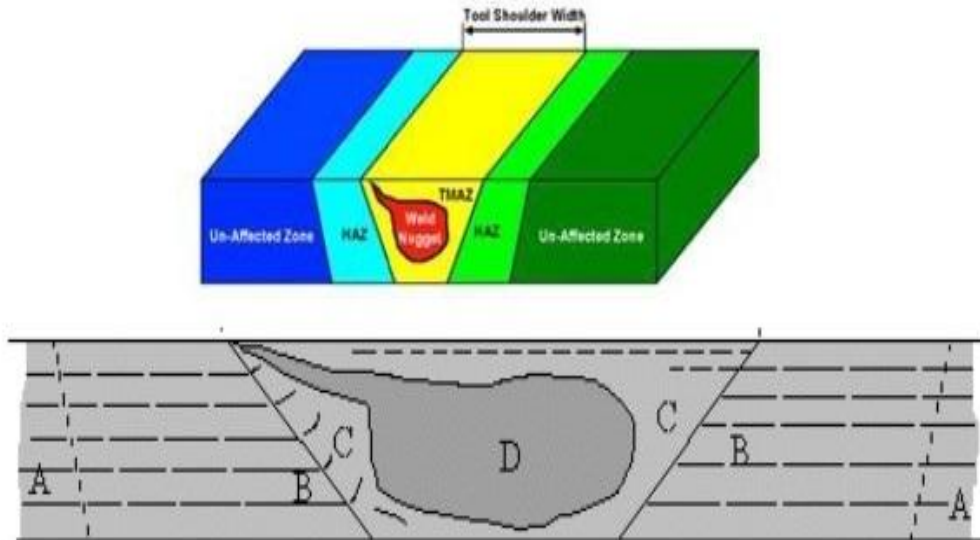 Tool Shoulder Width
TMAZ
Un-Affected Zone HAZ Weld HAZ Un-Affected Zone
Nugget
C C
D
A B B A